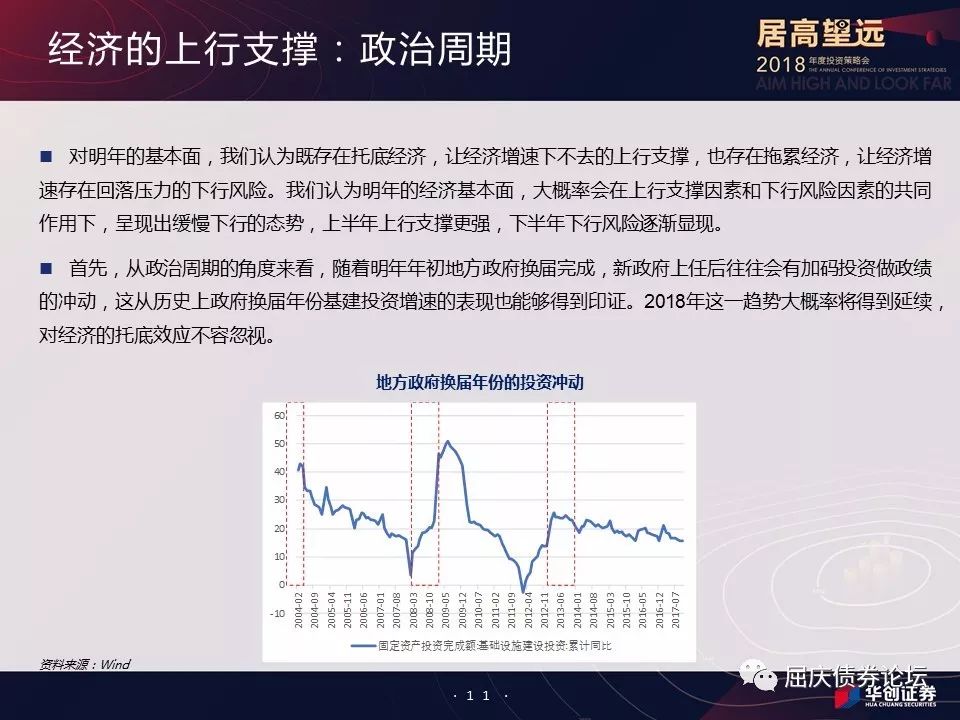 经济的上行支撑：政治周期
居高望远
2018 年度投资策略会
THE ANNUAL CONFERENCE OF INVESTMENT STRATEGIES
AIM HIGH AND LOOK FAR
■ 对明年的基本面，我们认为既存在托底经济，让经济增速下不去的上行支撑，也存在拖累经济，让经济增
速存在回落压力的下行风险。我们认为明年的经济基本面，大概率会在上行支撑因素和下行风险因素的共同
作用下，呈现出缓慢下行的态势，上半年上行支撑更强，下半年下行风险逐渐显现。
■ 首先，从政治周期的角度来看，随着明年年初地方政府换届完成，新政府上任后往往会有加码投资做政绩
的冲动，这从历史上政府换届年份基建投资增速的表现也能够得到印证。2018年这一趋势大概率将得到延续，
对经济的托底效应不容忽视。
地方政府换届年份的投资冲动
60
50
40
30
20
10
0
-10
2004-02
2004-09
2005-04
2005-11
2006-06
2007-01
2007-08
2008-03
2008-10
2009-05
2009-12
2010-07
2011-02
2011-09
2012-04
2012-11
2013-06
2014-01
2014-08
2015-03
2015-10
2016-05
2016-12
2017-07
固定资产投资完成额:基础设施建设投资:累计同比
资料来源：Wind
· 11 ·
屈庆债券论坛
华创证券
HUA CHUANG SECURITIES